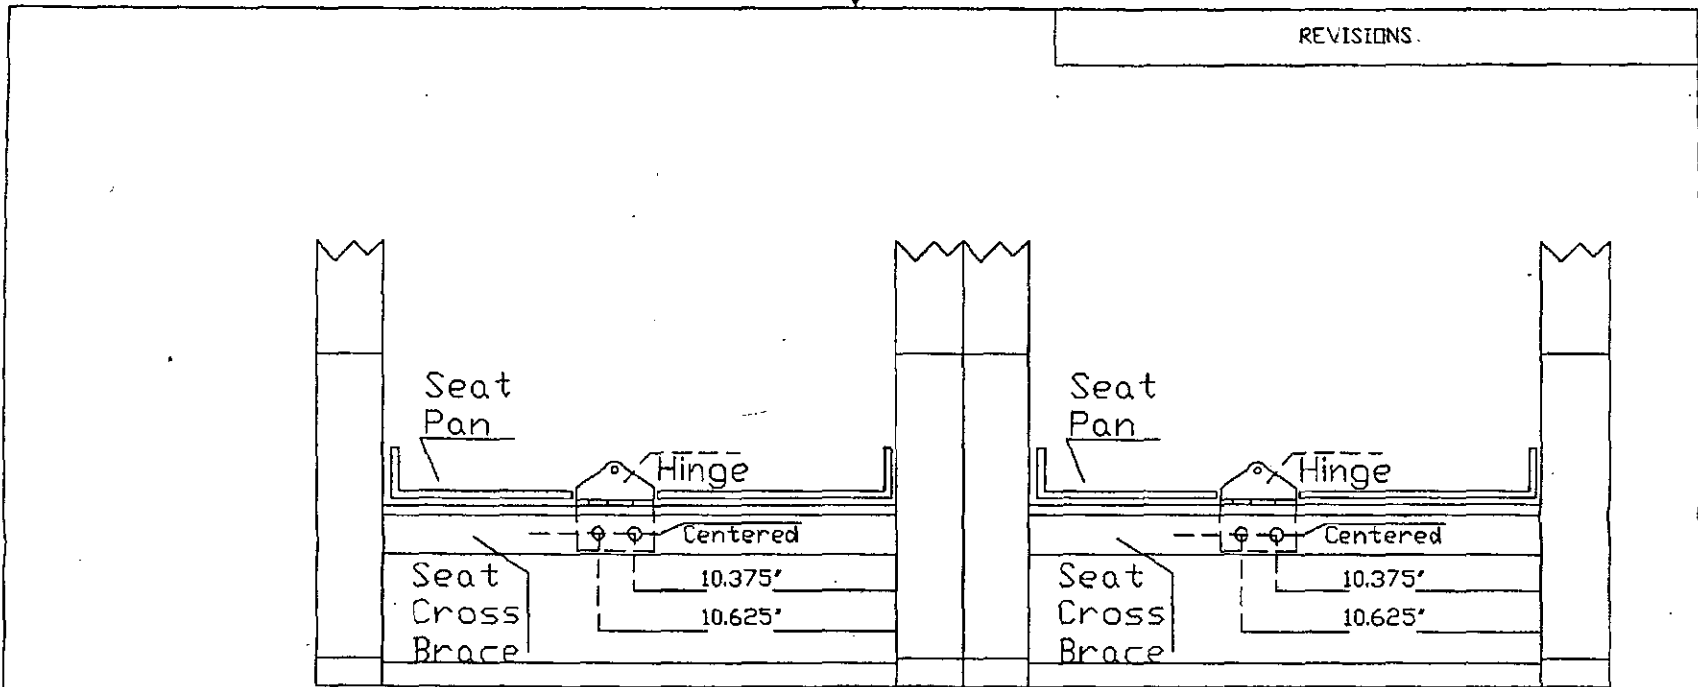 REVISIONS.
Seat
Pan
Hinge
Centered
Seat
Cross
Brace
10.375"
10.625"
Seat
Pan
Hinge
Centered
Seat
Cross
Brace
10.375"
10.625"